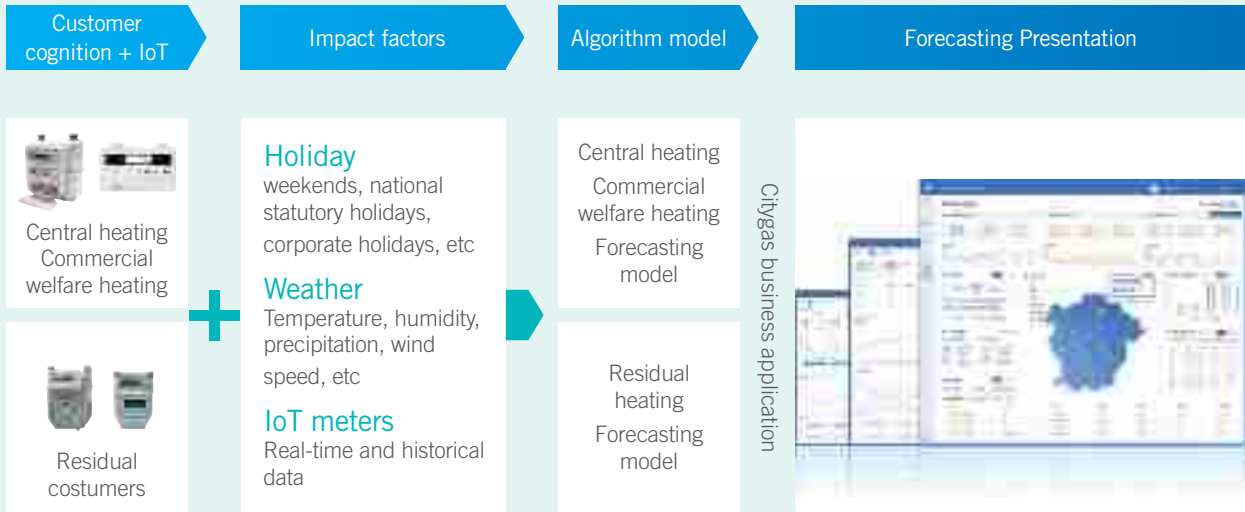 Customer
cognition + IoT
Impact factors
Algorithm model
Forecasting Presentation
Central heating
Commercial
welfare heating
Residual
costumers
Holiday
weekends, national
statutory holidays,
corporate holidays, etc
Weather
Temperature, humidity,
precipitation, wind
speed, etc
IoT meters
Real-time and historical
data
Central heating
Commercial
welfare heating
Forecasting
model
Residual
heating
Forecasting
model
Citygas business application